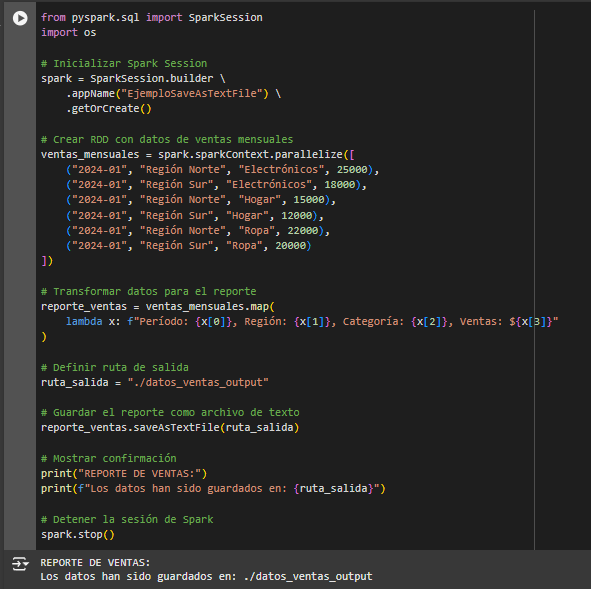 from pyspark.sql import SparkSession
import os

# Inicializar Spark Session
spark = SparkSession.builder \
    .appName("EjemploSaveAsTextFile") \
    .getOrCreate()

# Crear RDD con datos de ventas mensuales
ventas_mensuales = spark.sparkContext.parallelize([
    ("2024-01", "Región Norte", "Electrónicos", 25000),
    ("2024-01", "Región Sur", "Electrónicos", 18000),
    ("2024-01", "Región Norte", "Hogar", 15000),
    ("2024-01", "Región Sur", "Hogar", 12000),
    ("2024-01", "Región Norte", "Ropa", 22000),
    ("2024-01", "Región Sur", "Ropa", 20000)
])

# Transformar datos para el reporte
reporte_ventas = ventas_mensuales.map(
    lambda x: f"Período: {x[0]}, Región: {x[1]}, Categoría: {x[2]}, Ventas: ${x[3]}"
)

# Definir ruta de salida
ruta_salida = "./datos_ventas_output"

# Guardar el reporte como archivo de texto
reporte_ventas.saveAsTextFile(ruta_salida)

# Mostrar confirmación
print("REPORTE DE VENTAS:")
print(f"Los datos han sido guardados en: {ruta_salida}")

# Detener la sesión de Spark
spark.stop()

REPORTE DE VENTAS:
Los datos han sido guardados en: ./datos_ventas_output